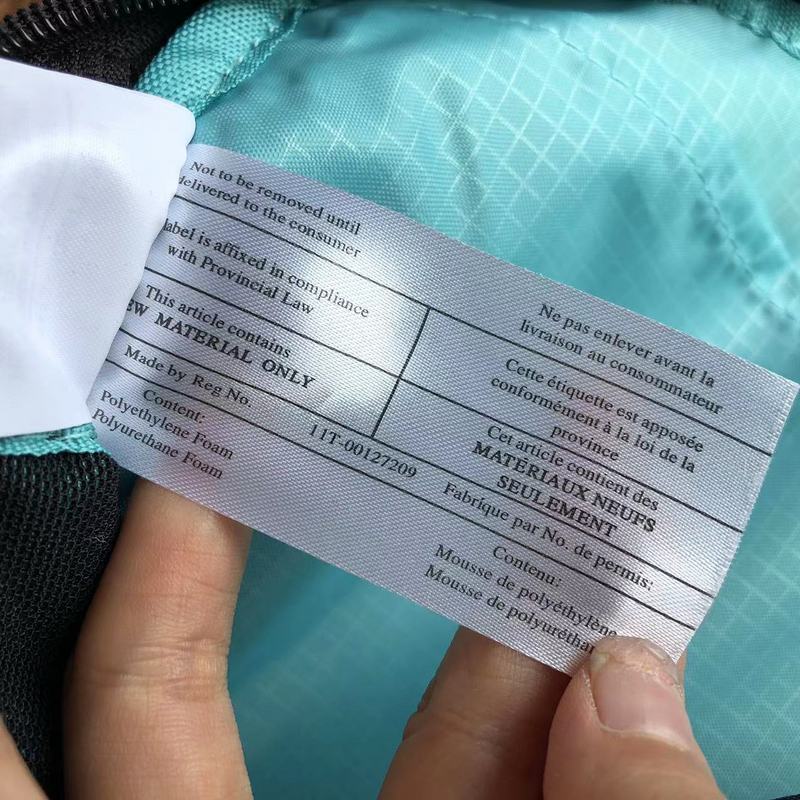 Not to be removed until
delivered to the consumer
label is affixed in compliance
with Provincial Law
This article contains
EW MATERIAL ONLY
Made by Reg No.
11T-00127209
Content:
Polyethylene Foam
Polyurethane Foam
Ne pas enlever avant la
livraison au consommateur
Cette étiquette est apposée
conformément à la loi de la
province
Cet article contient des
MATÉRIAUX NEUFS
SEULEMENT
Fabrique par No. de permis:
Contenu:
Mousse de polyéthylène
Mousse de polyuréthan